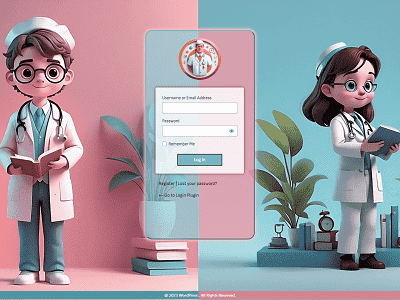 Username or Email Address
Password
Remember Me
Log In
Register | Lost your password?
← Go to Login Plugin
@ 2023 WordPress . All Rights Reserved.